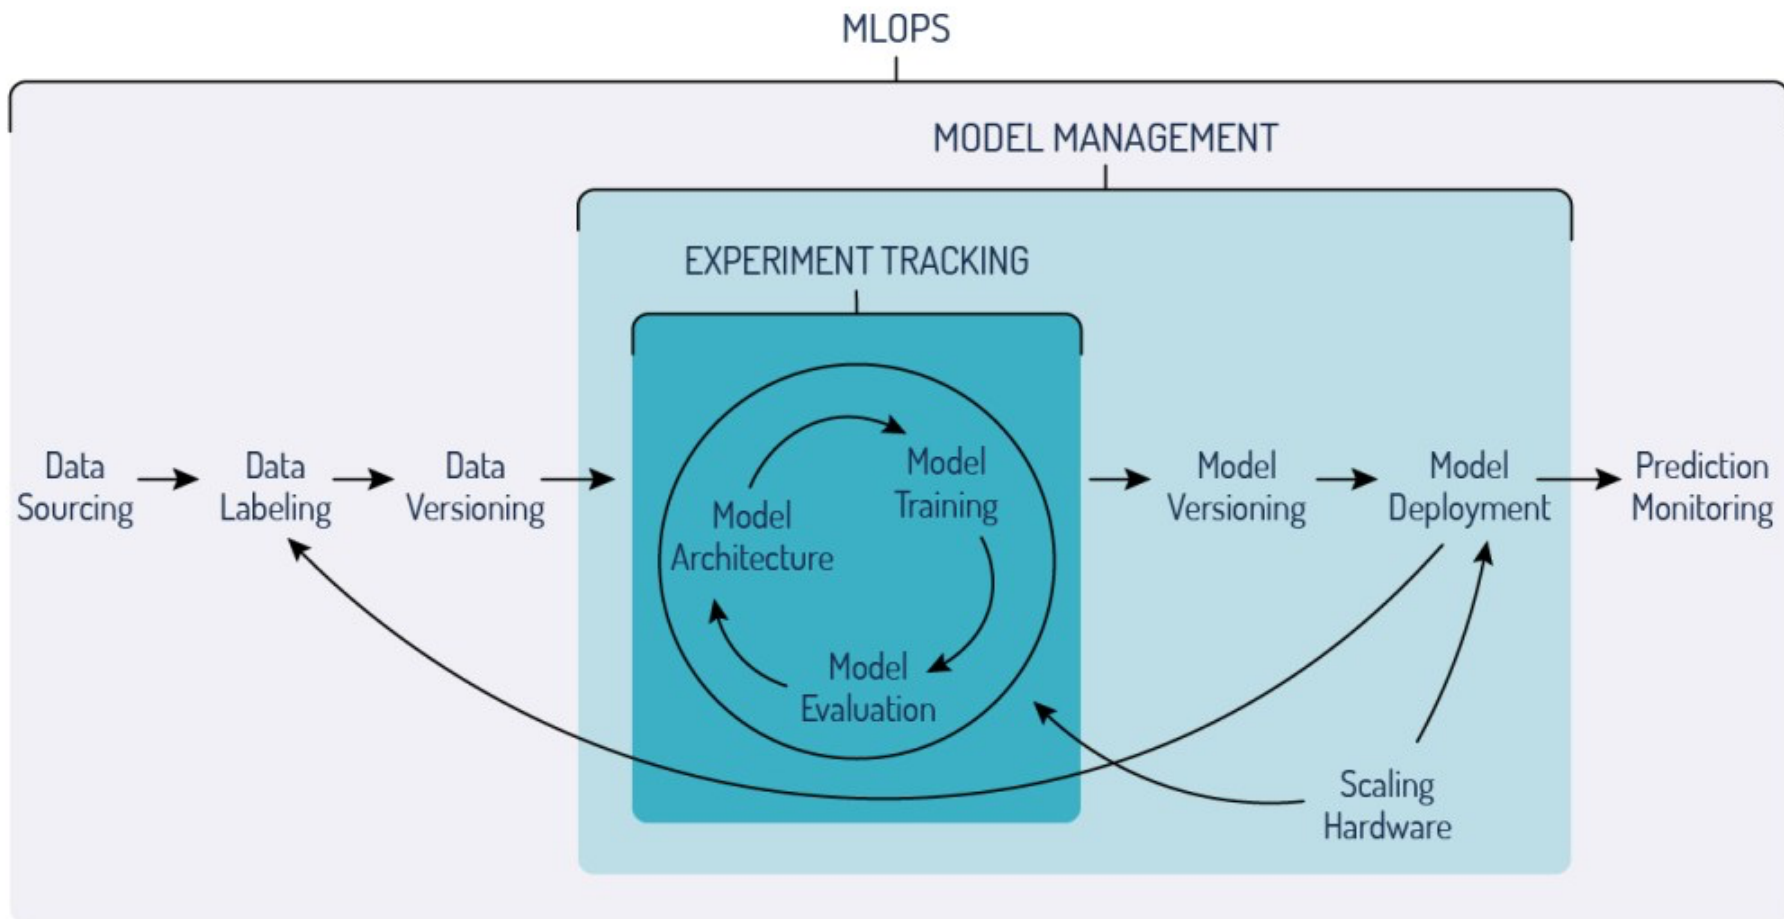 MLOPS
MODEL MANAGEMENT
EXPERIMENT TRACKING
Data
Sourcing
Data
Labeling
Data
Versioning
Model
Architecture
Model
Training
Model
Evaluation
Model
Versioning
Model
Deployment
Prediction
Monitoring
Scaling
Hardware